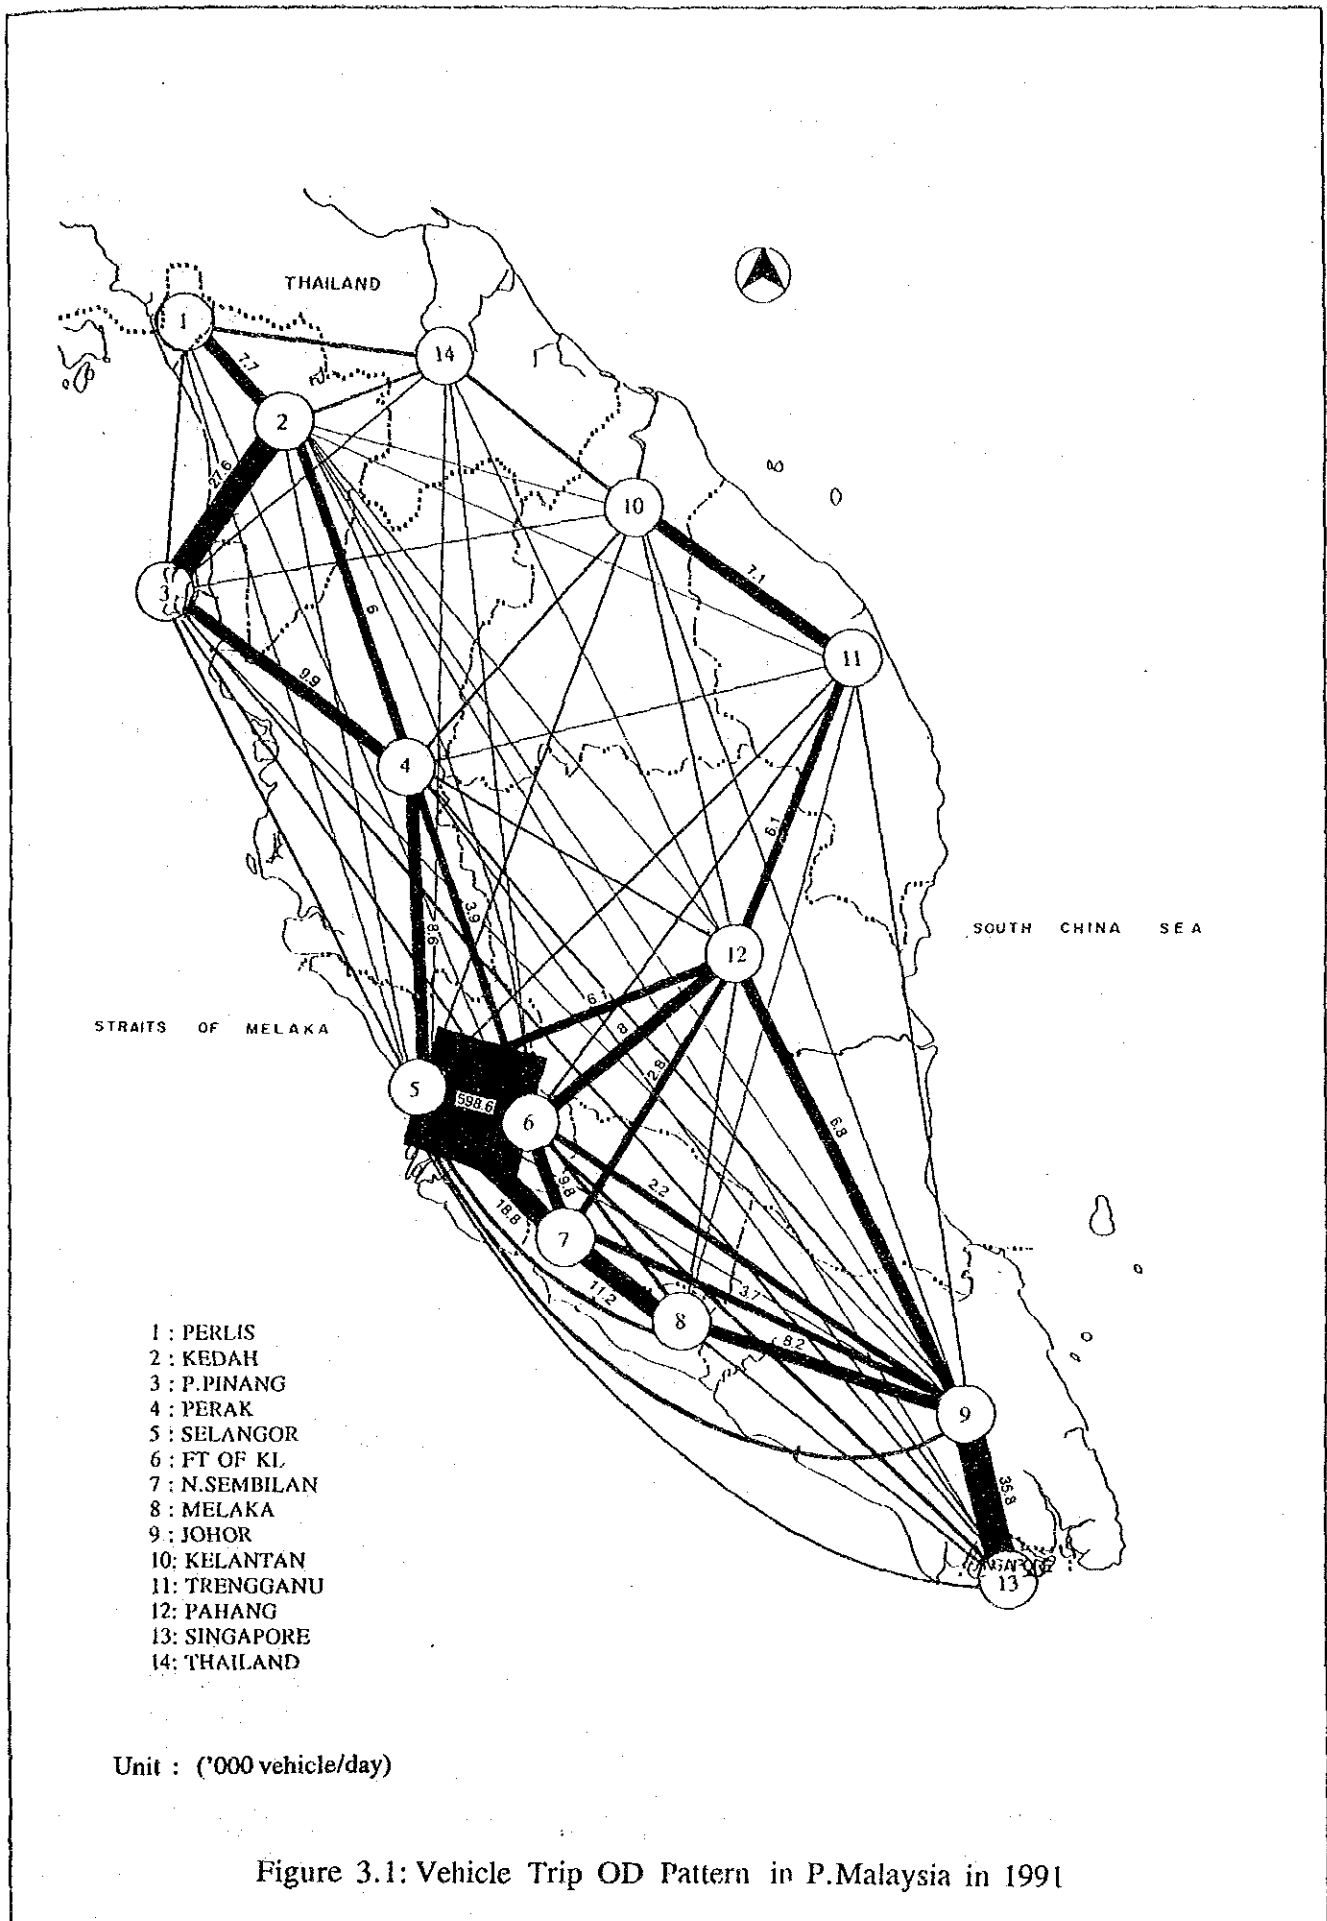 THAILAND
1
14
7.7
2
27.6
10
3
7.1
6
11
9.9
4
6.1
3.9
9.8
12
SOUTH CHINA SEA
6.1
STRAITS OF MELAKA
8
2.8
5
598.6
6
6.8
9.8
2.2
18.8
7
11.2
3.7
8
8.2
9
35.8
13
1 : PERLIS
2 : KEDAH
3 : P.PINANG
4 : PERAK
5 : SELANGOR
6 : FT OF KL
7 : N.SEMBILAN
8 : MELAKA
9 : JOHOR
10: KELANTAN
11: TRENGGANU
12: PAHANG
13: SINGAPORE
14: THAILAND
Unit : ('000 vehicle/day)
Figure 3.1: Vehicle Trip OD Pattern in P.Malaysia in 1991